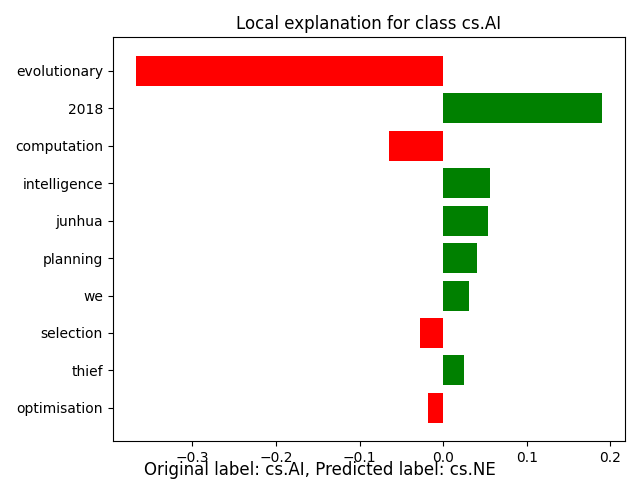 Local explanation for class cs.AI
evolutionary
2018
computation
intelligence
junhua
planning
we
selection
thief
optimisation
−0.3 −0.2 −0.1 0.0 0.1 0.2
Original label: cs.AI, Predicted label: cs.NE